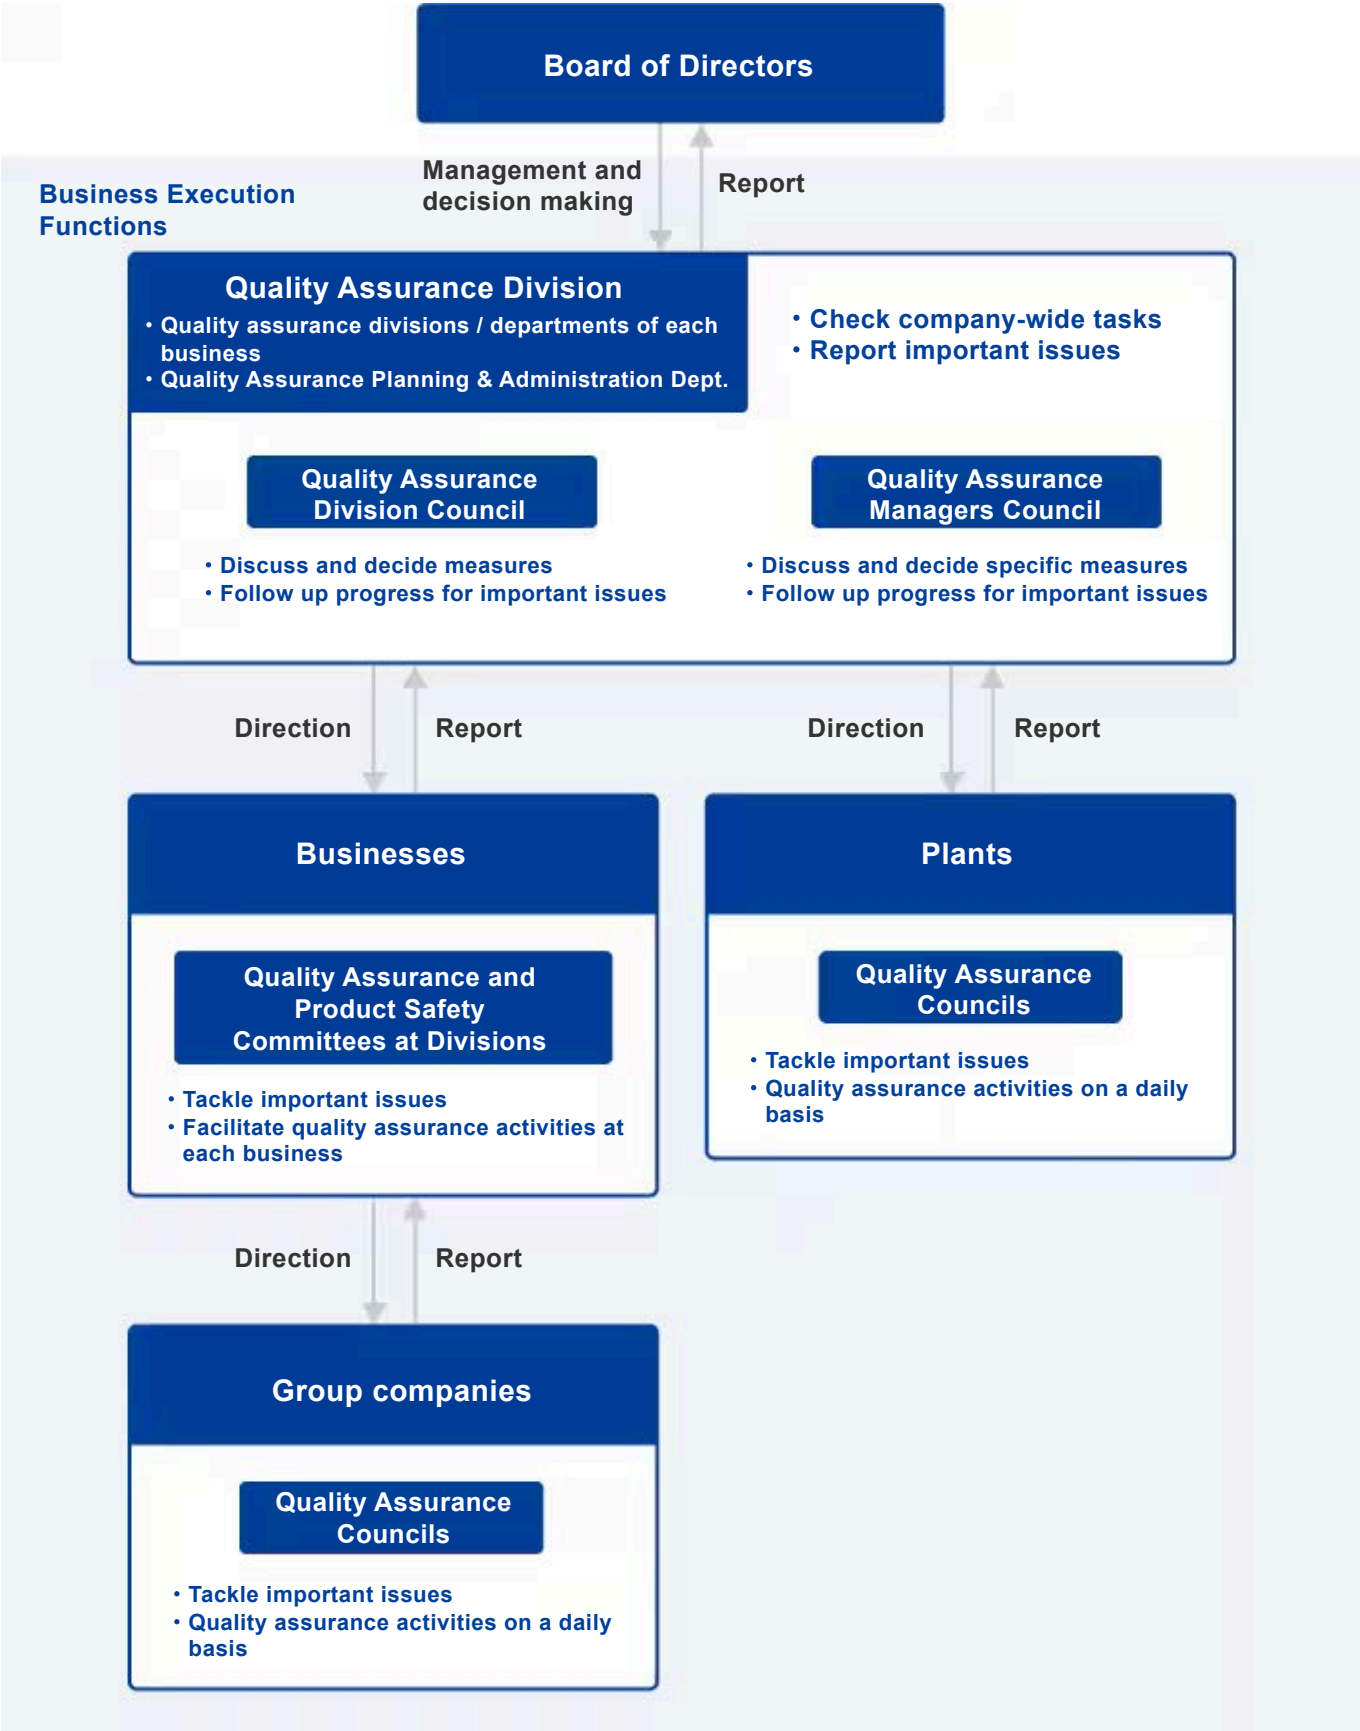 Board of Directors
Management and
decision making
Report
Business Execution
Functions
Quality Assurance Division
・Quality assurance divisions / departments of each
business
・Quality Assurance Planning & Administration Dept.
・Check company-wide tasks
・Report important issues
Quality Assurance
Division Council
・Discuss and decide measures
・Follow up progress for important issues
Quality Assurance
Managers Council
・Discuss and decide specific measures
・Follow up progress for important issues
Direction
Report
Direction
Report
Businesses
Quality Assurance and
Product Safety
Committees at Divisions
・Tackle important issues
・Facilitate quality assurance activities at
each business
Plants
Quality Assurance
Councils
・Tackle important issues
・Quality assurance activities on a daily
basis
Direction
Report
Group companies
Quality Assurance
Councils
・Tackle important issues
・Quality assurance activities on a daily
basis